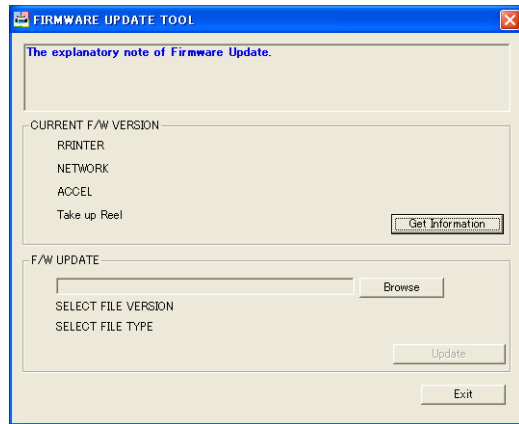 FIRMWARE UPDATE TOOL
The explanatory note of Firmware Update.
CURRENT F/W VERSION
RRINTER
NETWORK
ACCEL
Take up Reel
Get Information
F/W UPDATE
Browse
SELECT FILE VERSION
SELECT FILE TYPE
Update
Exit